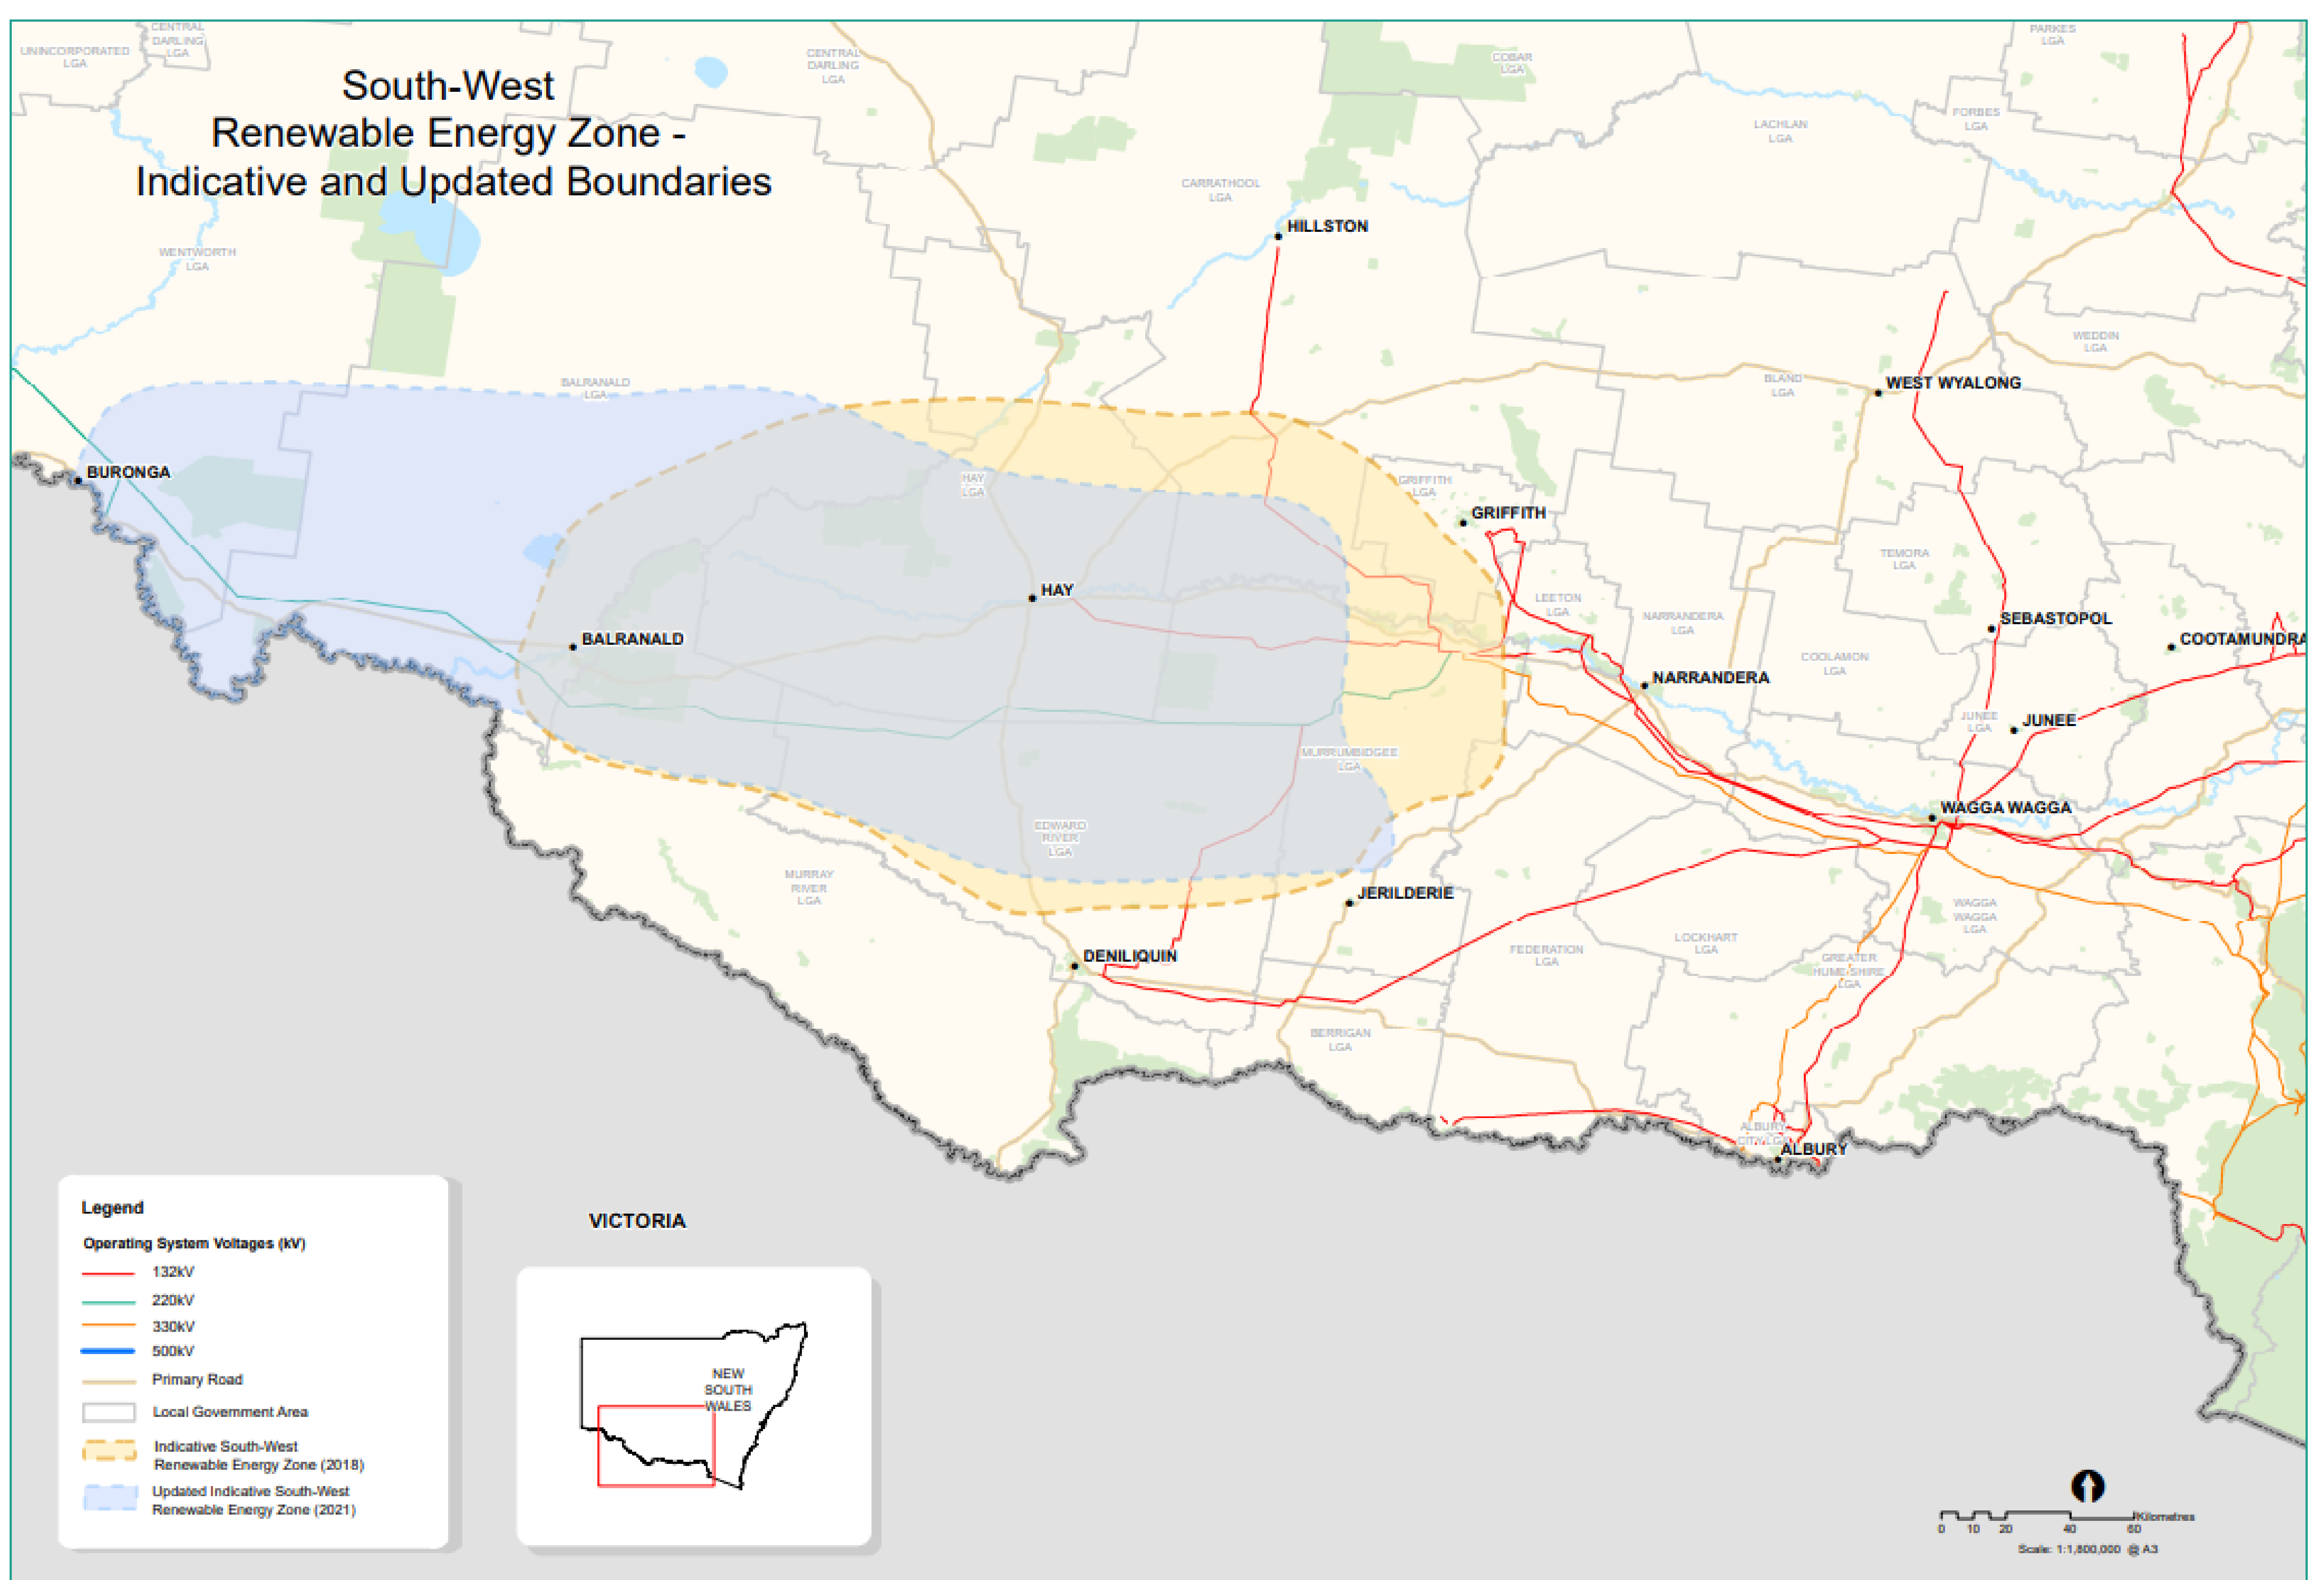 South-West
Renewable Energy Zone -
Indicative and Updated Boundaries
UNINCORPORATED
LGA
CENTRAL
DARLING
LGA
CENTRAL
DARLING
LGA
COBAR
LGA
PARKES
LGA
LACHLAN
LGA
FORBES
LGA
CARRATHOOL
LGA
HILLSTON
WENTWORTH
LGA
WEDDIN
LGA
BALRANALD
LGA
BLAND
LGA
WEST WYALONG
BURONGA
HAY
LGA
GRIFFITH
LGA
GRIFFITH
TEMORA
LGA
HAY
LEETON
LGA
NARRANDERA
LGA
SEBASTOPOL
BALRANALD
COOTAMUNDRA
COOLAMON
LGA
NARRANDERA
JUNEE
LGA
JUNEE
MURRUMBIDGEE
LGA
WAGGA WAGGA
EDWARD
RIVER
LGA
MURRAY
RIVER
LGA
JERILDERIE
WAGGA
WAGGA
LGA
FEDERATION
LGA
LOCKHART
LGA
DENILIQUIN
GREATER
HUME SHIRE
LGA
BERRIGAN
LGA
ALBURY
CITY LGA
ALBURY
VICTORIA
Legend
Operating System Voltages (kV)
132kV
220kV
330kV
500kV
Primary Road
Local Government Area
Indicative South-West
Renewable Energy Zone (2018)
Updated Indicative South-West
Renewable Energy Zone (2021)
NEW
SOUTH
WALES
Kilometres
0 10 20 40 60
Scale: 1:1,800,000 @ A3